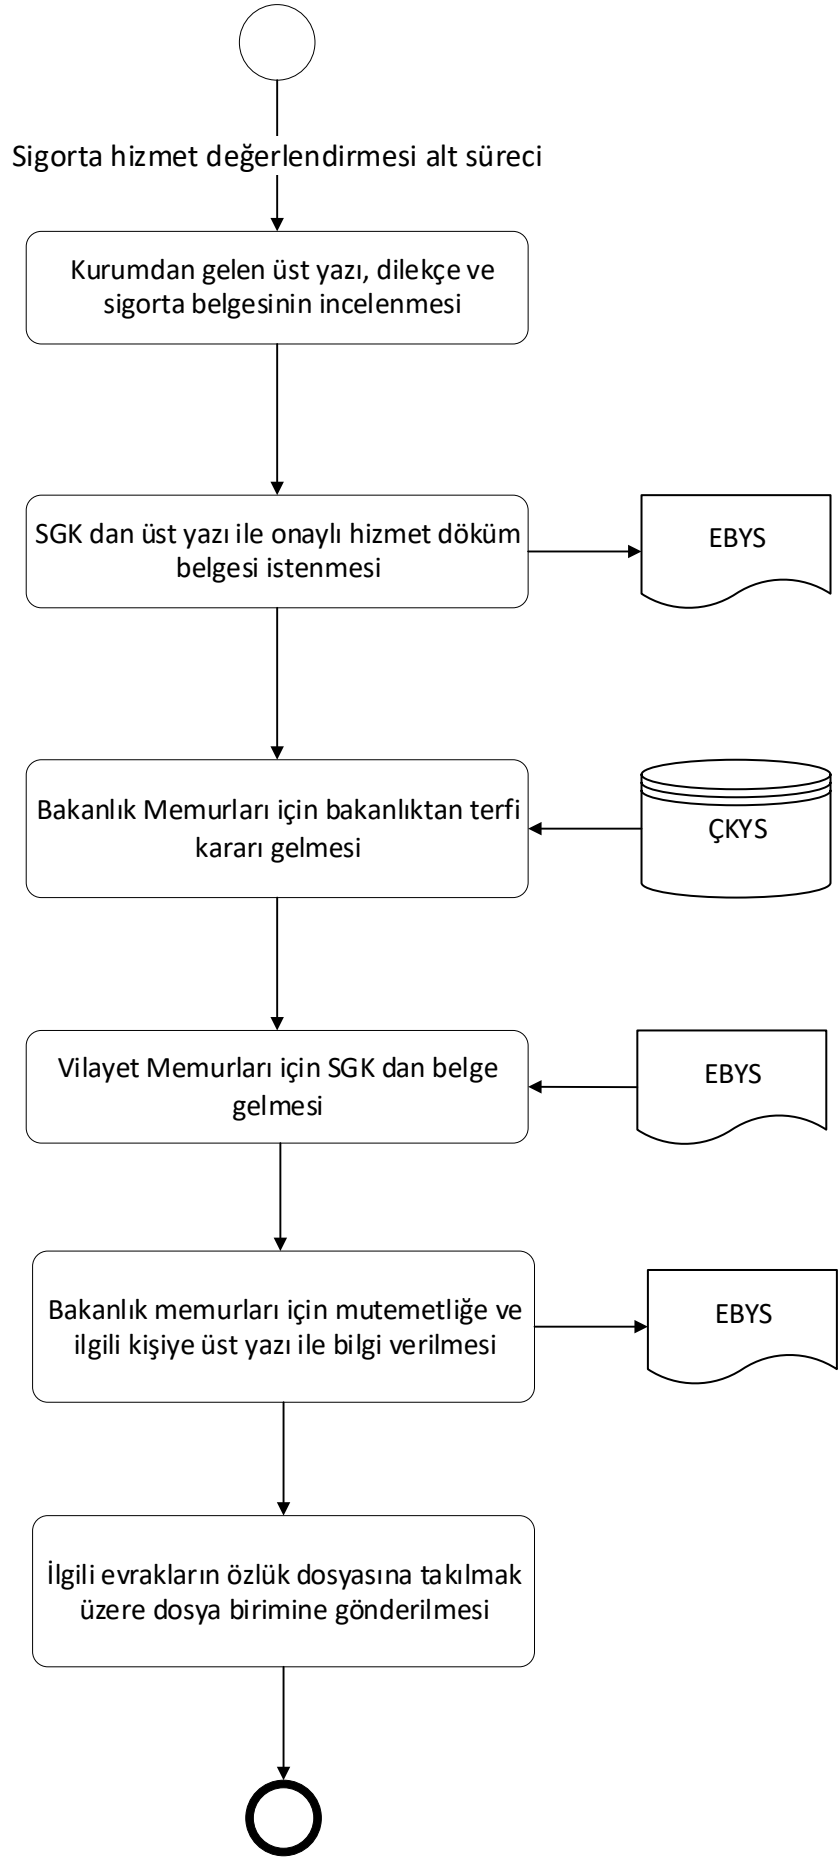 Sigorta hizmet değerlendirmesi alt süreci
Kurumdan gelen üst yazı, dilekçe ve
sigorta belgesinin incelenmesi
SGK dan üst yazı ile onaylı hizmet döküm
belgesi istenmesi
EBYS
Bakanlık Memurları için bakanlıktan terfi
kararı gelmesi
ÇKYS
Vilayet Memurları için SGK dan belge
gelmesi
EBYS
Bakanlık memurları için mutemetliğe ve
ilgili kişiye üst yazı ile bilgi verilmesi
EBYS
İlgili evrakların özlük dosyasına takılmak
üzere dosya birimine gönderilmesi